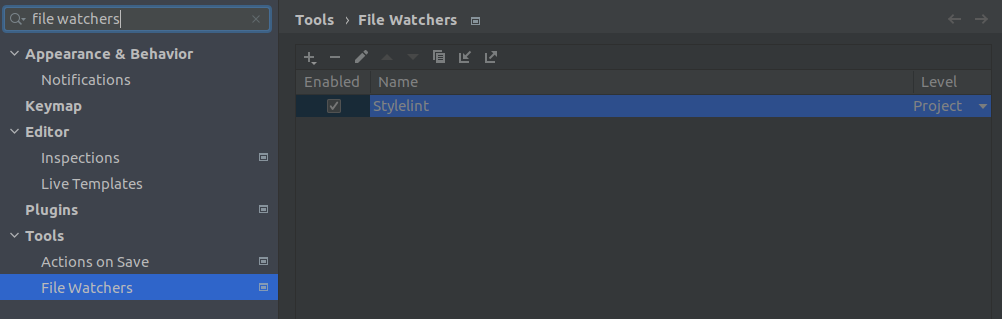 file watchers
Appearance & Behavior
Notifications
Keymap
Editor
Inspections
Live Templates
Plugins
Tools
Actions on Save
File Watchers
Tools › File Watchers
Enabled Name Level
Stylelint Project